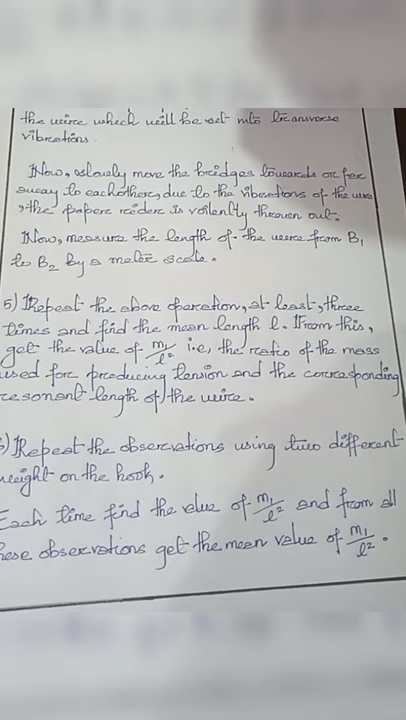 the wire which will be set into transverse
vibrations.
Now, slowly move the bridges towards or far
away to eachother, due to the vibrations of the wire
, the paper rider is voilently thrown out.
Now, measure the length of the wire from B₁
to B₂ by a meter scale.
5) Repeat the above operation, at least, three
times and find the mean length l. From this,
get the value of m₁/l² i.e, the ratio of the mass
used for producing tension and the corresponding
resonant length of the wire.
) Repeat the observations using two different
weight on the hook.
Each time find the value of m₁/l² and from all
hese observations get the mean value of m₁/l².